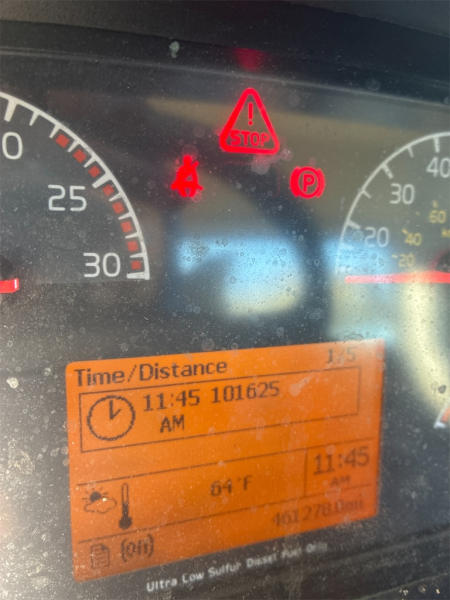 STOP
P
0
25
30
40
30
20
60
40
20
Time/Distance 1/5
11:45 101625
AM
64°F
11:45
AM
461278.0mi
Ultra Low Sulfur Diesel Fuel Only